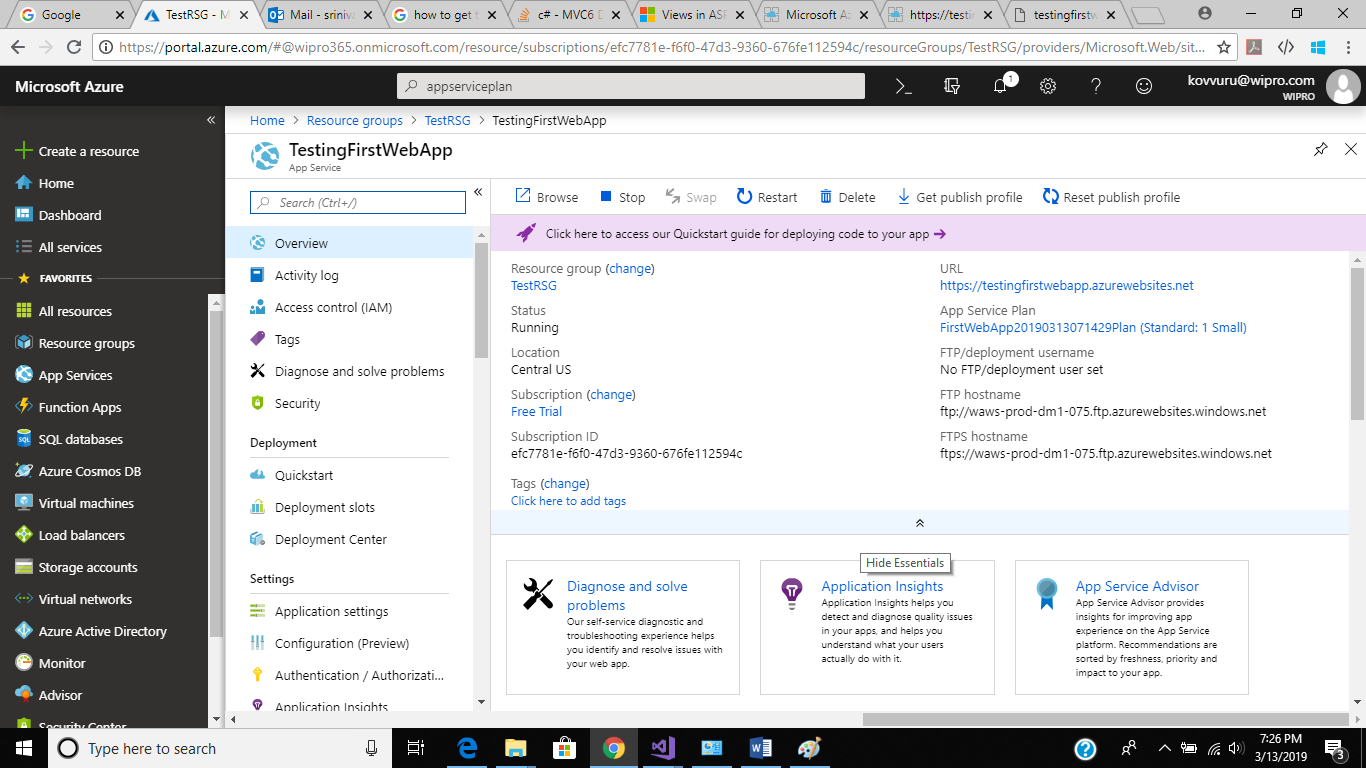 Google
TestRSG - M
Mail - sriniva
how to get t
c# - MVC6 D
Views in ASP
Microsoft Az
https://testin
testingfirstw
https://portal.azure.com/#@wipro365.onmicrosoft.com/resource/subscriptions/efc7781e-f6f0-47d3-9360-676fe112594c/resourceGroups/TestRSG/providers/Microsoft.Web/sit...
Microsoft Azure
appserviceplan
1
kovvuru@wipro.com
WIPRO
Create a resource
Home
Dashboard
All services
FAVORITES
All resources
Resource groups
App Services
Function Apps
SQL databases
Azure Cosmos DB
Virtual machines
Load balancers
Storage accounts
Virtual networks
Azure Active Directory
Monitor
Advisor
Security Center
Home > Resource groups > TestRSG > TestingFirstWebApp
TestingFirstWebApp
App Service
Search (Ctrl+/)
Overview
Activity log
Access control (IAM)
Tags
Diagnose and solve problems
Security
Deployment
Quickstart
Deployment slots
Deployment Center
Settings
Application settings
Configuration (Preview)
Authentication / Authorizati...
Application Insights
Browse
Stop
Swap
Restart
Delete
Get publish profile
Reset publish profile
Click here to access our Quickstart guide for deploying code to your app →
Resource group (change)
TestRSG
Status
Running
Location
Central US
Subscription (change)
Free Trial
Subscription ID
efc7781e-f6f0-47d3-9360-676fe112594c
Tags (change)
Click here to add tags
URL
https://testingfirstwebapp.azurewebsites.net
App Service Plan
FirstWebApp20190313071429Plan (Standard: 1 Small)
FTP/deployment username
No FTP/deployment user set
FTP hostname
ftp://waws-prod-dm1-075.ftp.azurewebsites.windows.net
FTPS hostname
ftps://waws-prod-dm1-075.ftp.azurewebsites.windows.net
Hide Essentials
Diagnose and solve
problems
Our self-service diagnostic and
troubleshooting experience helps
you identify and resolve issues with
your web app.
Application Insights
Application Insights helps you
detect and diagnose quality issues
in your apps, and helps you
understand what your users
actually do with it.
App Service Advisor
App Service Advisor provides
insights for improving app
experience on the App Service
platform. Recommendations are
sorted by freshness, priority and
impact to your app.
Type here to search
7:26 PM
3/13/2019
3